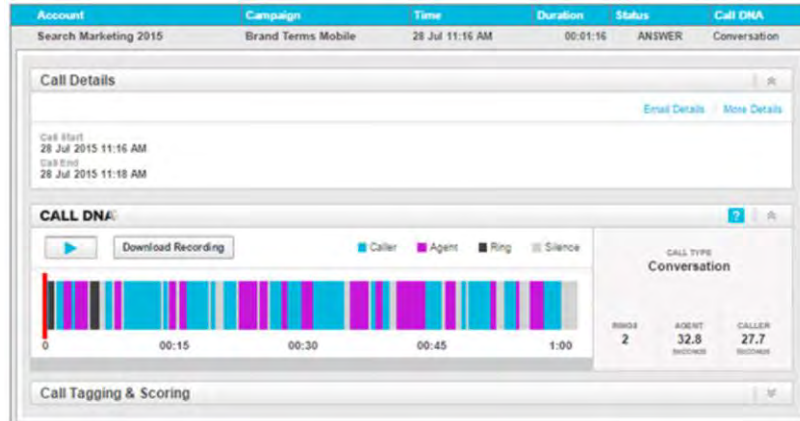 Account Campaign Time Duration Status Call DNA
Search Marketing 2015 Brand Terms Mobile 28 Jul 11:16 AM 00:01:16 ANSWER Conversation
Call Details
Email Details More Details
Call Start
28 Jul 2015 11:16 AM
Call End
28 Jul 2015 11:18 AM
CALL DNA ?
Download Recording Caller Agent Ring Silence
CALL TYPE
Conversation
RINGS AGENT CALLER
2 32.8 27.7
SECONDS SECONDS
0 00:15 00:30 00:45 1:00
Call Tagging & Scoring